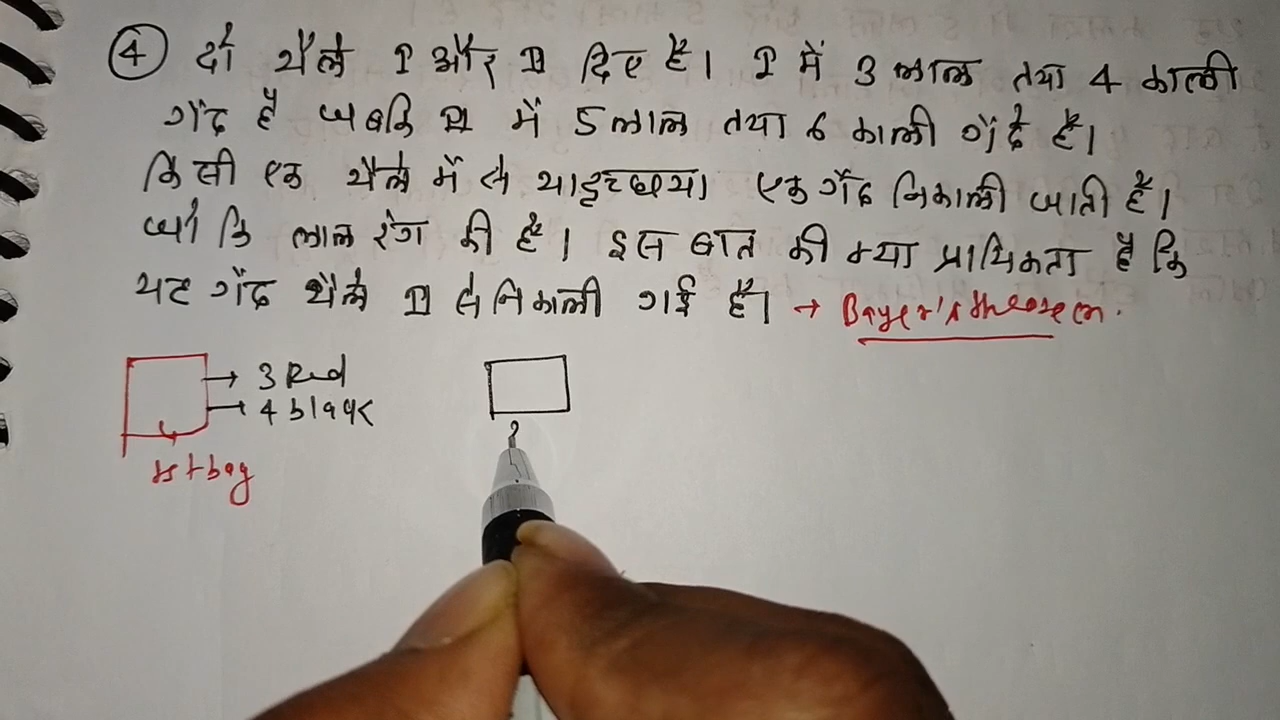 ④ दो थैले I और II दिए है। I में 3 लाल तथा 4 काली
गेंद है जबकि II में 5 लाल तथा 6 काली गेंदे है।
किसी एक थैले में से यादृच्छया एक गेंद निकाली जाती है।
जो कि लाल रंग की है। इस बात की क्या प्रायिकता है कि
यह गेंद थैले II से निकाली गई है। → Bayer's theorem.
→ 3 Red
→ 4 black
1st bag